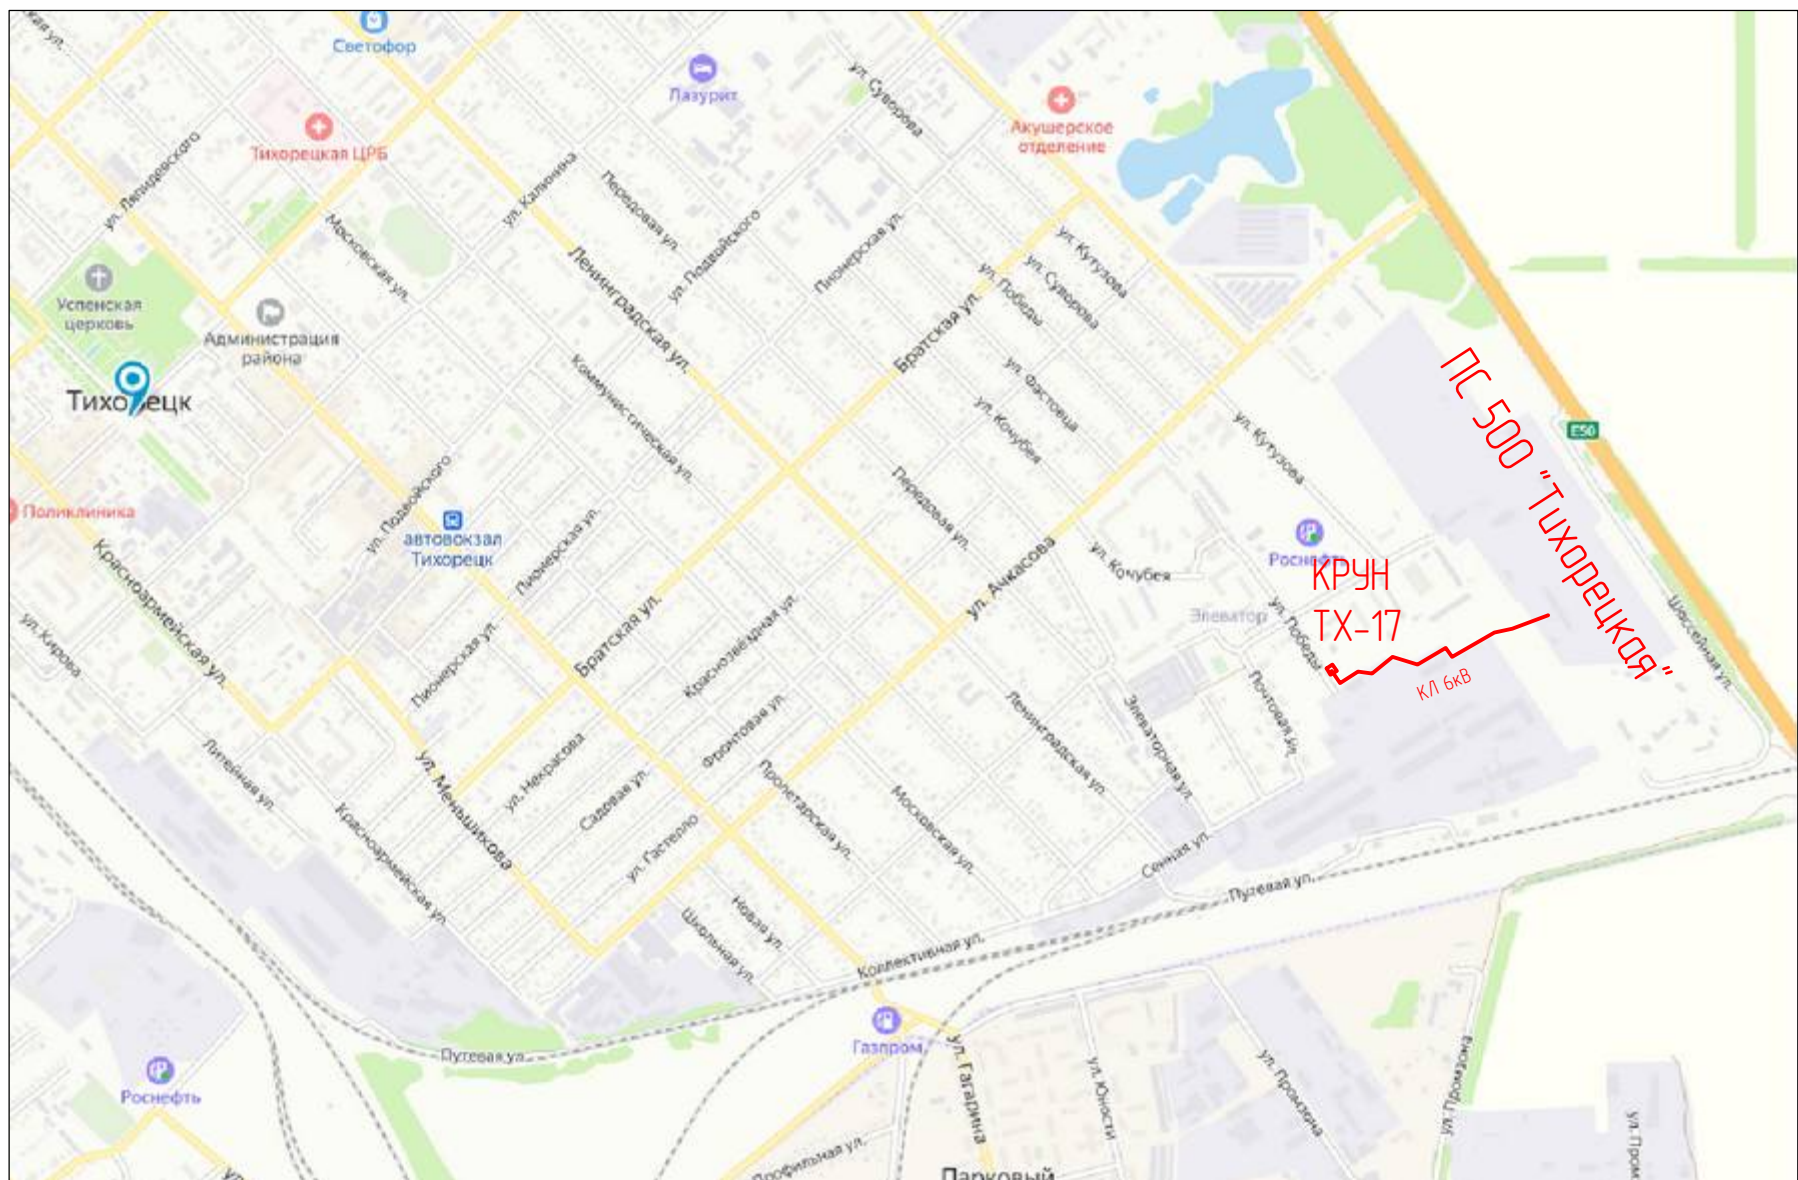 Светофор
ул. Суворова
Лазурит
Акушерское
отделение
Тихорецкая ЦРБ
ул. Ляпидевского
ул. Калинина
Передовая ул.
Московская ул.
ул. Подвойского
Пионерская ул.
ул. Кутузова
ул. Суворова
ул. Победы
Успенская
церковь
Администрация
района
Ленинградская ул.
Братская ул.
Тихорецк
Коммунистическая ул.
ул. Фастовца
ул. Кочубея
ул. Кутузова
ПС 500 "Тихорецкая"
E50
Поликлиника
ул. Подвойского
автовокзал
Тихорецк
Пионерская ул.
Передовая ул.
ул. Ачкасова
ул. Кочубея
Роснефть
КРУН
ТХ-17
Элеватор
ул. Победы
Шоссейная ул.
КЛ 6кВ
Красноармейская ул.
ул. Кирова
Пионерская ул.
Братская ул.
Краснозвёздная ул.
Почтовая ул.
Ленинградская ул.
Элеваторная ул.
Литейная ул.
ул. Меньшикова
ул. Некрасова
Фронтовая ул.
Садовая ул.
Пролетарская ул.
Московская ул.
Красноармейская ул.
ул. Гастелло
Сенная ул.
Путевая ул.
Новая ул.
Школьная ул.
Коллективная ул.
Газпром
Путевая ул.
Роснефть
ул. Гагарина
ул. Юности
ул. Промзона
ул. Промзона
ул. Пром
Профильная ул.
Парковый